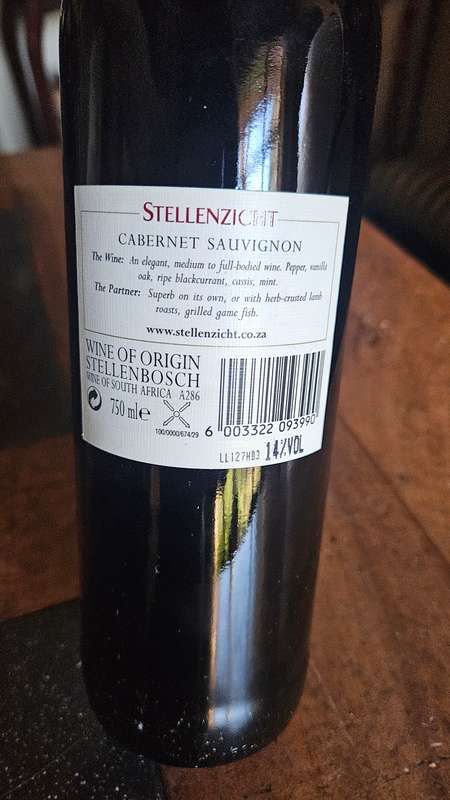 STELLENZICHT
CABERNET SAUVIGNON
The Wine: An elegant, medium to full-bodied wine. Pepper, vanilla
oak, ripe blackcurrant, cassis, mint.
The Partner: Superb on its own, or with herb-crusted lamb
roasts, grilled game fish.
www.stellenzicht.co.za
WINE OF ORIGIN
STELLENBOSCH
WINE OF SOUTH AFRICA A286
750 ml℮
100/0000/674/29
6 003322 093990
LL127H03 14%VOL